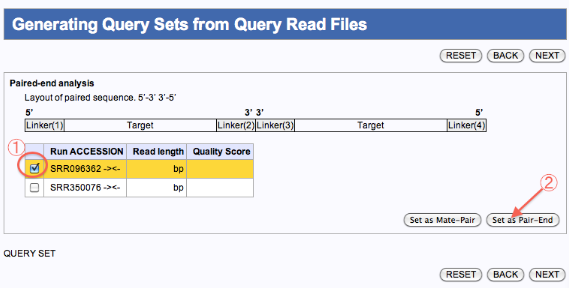 Generating Query Sets from Query Read Files
RESET BACK NEXT
Paired-end analysis
Layout of paired sequence. 5'-3' 3'-5'
5' 3' 3' 5'
Linker(1) Target Linker(2) Linker(3) Target Linker(4)
①
Run ACCESSION Read length Quality Score
SRR096362 -><- bp
SRR350076 -><- bp
②
Set as Mate-Pair Set as Pair-End
QUERY SET
RESET BACK NEXT